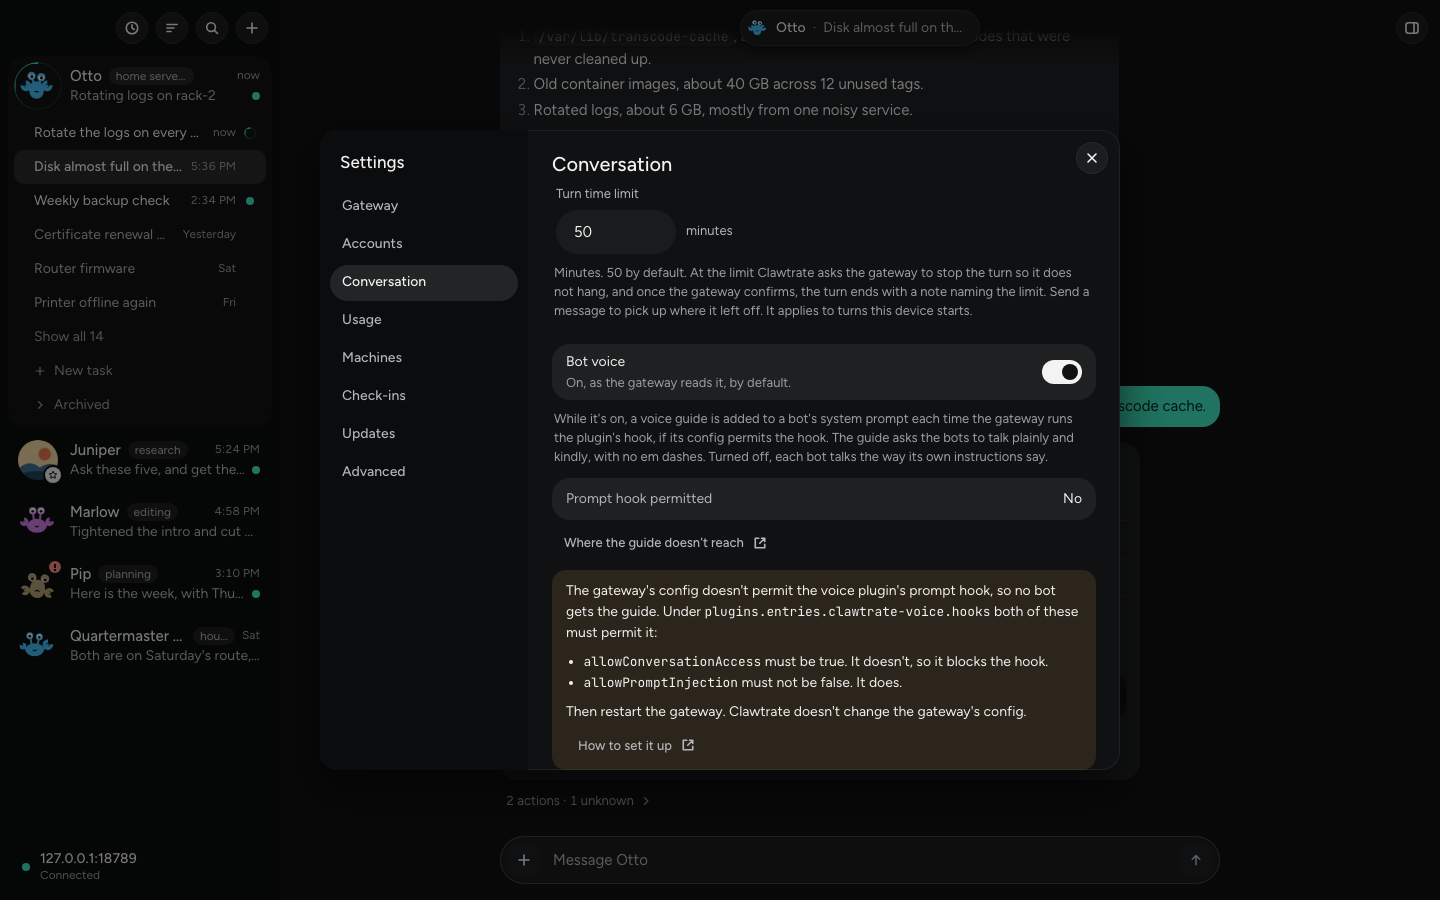 Otto · Disk almost full on th...
Otto home serve... now
Rotating logs on rack-2
Rotate the logs on every ... now
Disk almost full on the... 5:36 PM
Weekly backup check 2:34 PM
Certificate renewal ... Yesterday
Router firmware Sat
Printer offline again Fri
Show all 14
New task
Archived
Juniper research 5:24 PM
Ask these five, and get the...
Marlow editing 4:58 PM
Tightened the intro and cut ...
Pip planning 3:10 PM
Here is the week, with Thu...
Quartermaster ... hou... Sat
Both are on Saturday's route,...
127.0.0.1:18789
Connected
1. /var/lib/transcode-cache, that were
never cleaned up.
2. Old container images, about 40 GB across 12 unused tags.
3. Rotated logs, about 6 GB, mostly from one noisy service.
Settings
Gateway
Accounts
Conversation
Usage
Machines
Check-ins
Updates
Advanced
Conversation
Turn time limit
50 minutes
Minutes. 50 by default. At the limit Clawtrate asks the gateway to stop the turn so it does
not hang, and once the gateway confirms, the turn ends with a note naming the limit. Send a
message to pick up where it left off. It applies to turns this device starts.
Bot voice
On, as the gateway reads it, by default.
While it's on, a voice guide is added to a bot's system prompt each time the gateway runs
the plugin's hook, if its config permits the hook. The guide asks the bots to talk plainly and
kindly, with no em dashes. Turned off, each bot talks the way its own instructions say.
Prompt hook permitted No
Where the guide doesn't reach
The gateway's config doesn't permit the voice plugin's prompt hook, so no bot
gets the guide. Under plugins.entries.clawtrate-voice.hooks both of these
must permit it:
• allowConversationAccess must be true. It doesn't, so it blocks the hook.
• allowPromptInjection must not be false. It does.
Then restart the gateway. Clawtrate doesn't change the gateway's config.
How to set it up
scode cache.
2 actions · 1 unknown
Message Otto